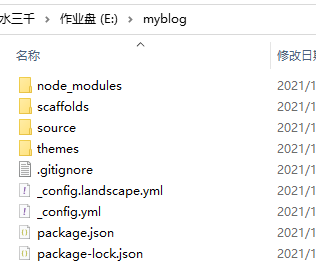 水三千 › 作业盘 (E:) › myblog
名称 修改日期
node_modules 2021/1
scaffolds 2021/1
source 2021/1
themes 2021/1
.gitignore 2021/1
_config.landscape.yml 2021/1
_config.yml 2021/1
package.json 2021/1
package-lock.json 2021/1